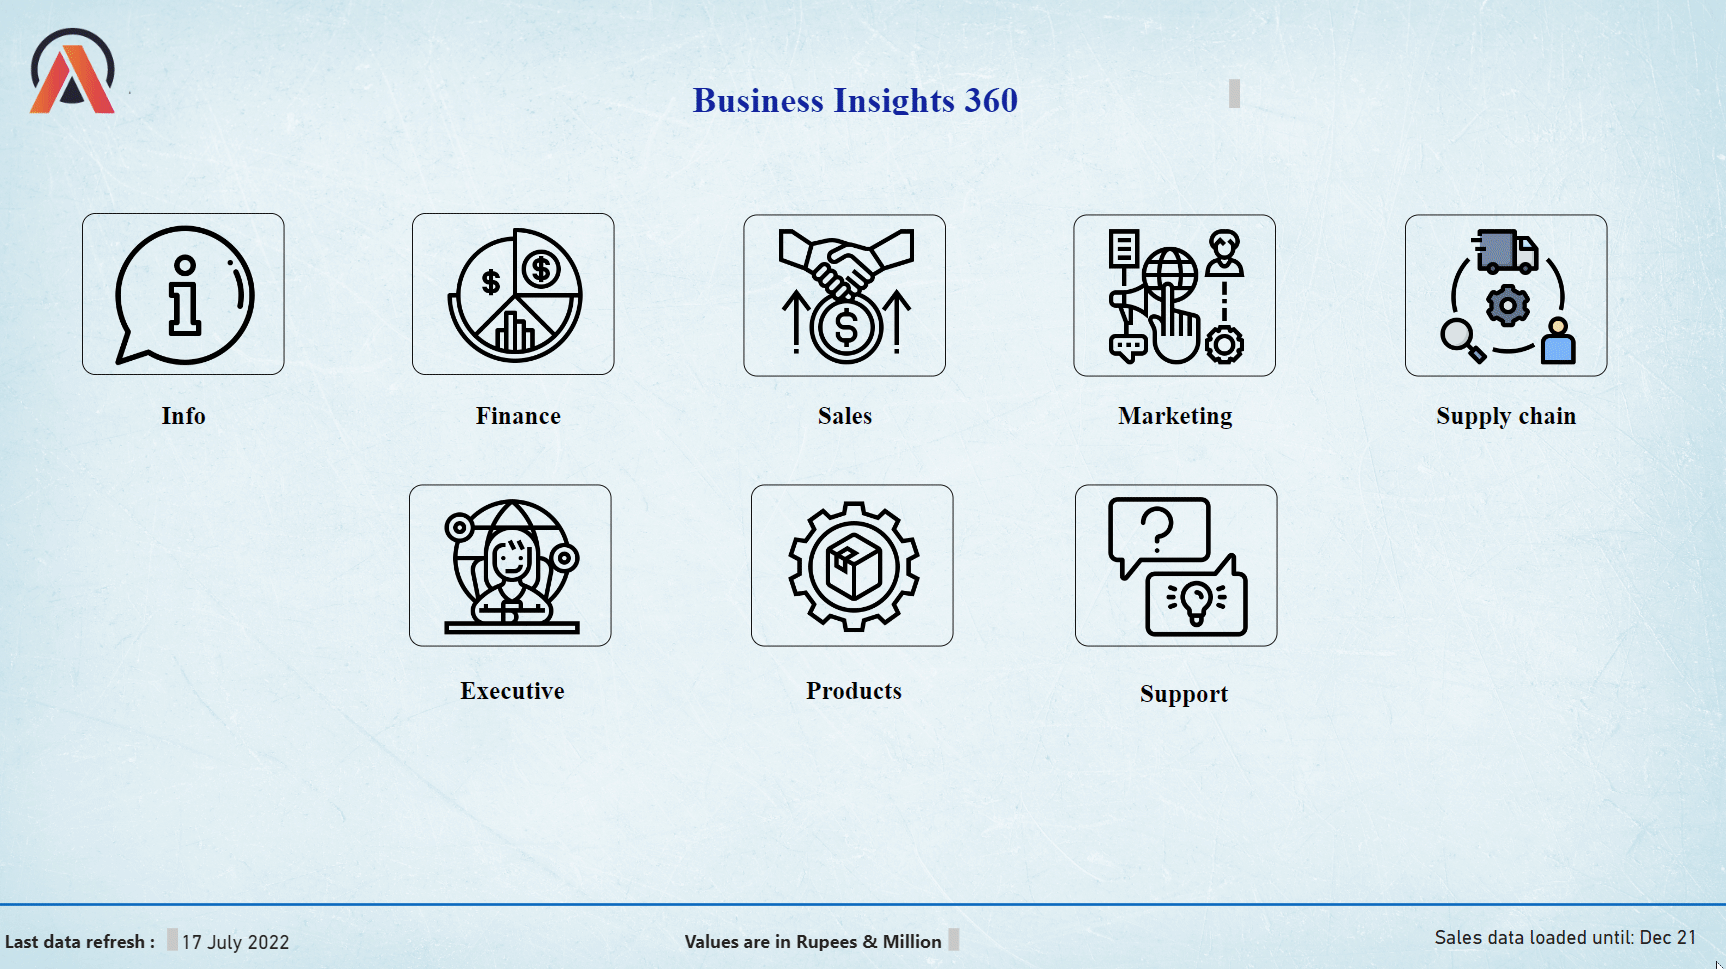 Business Insights 360
Info
Finance
Sales
Marketing
Supply chain
Executive
Products
Support
Last data refresh : 17 July 2022
Values are in Rupees & Million
Sales data loaded until: Dec 21